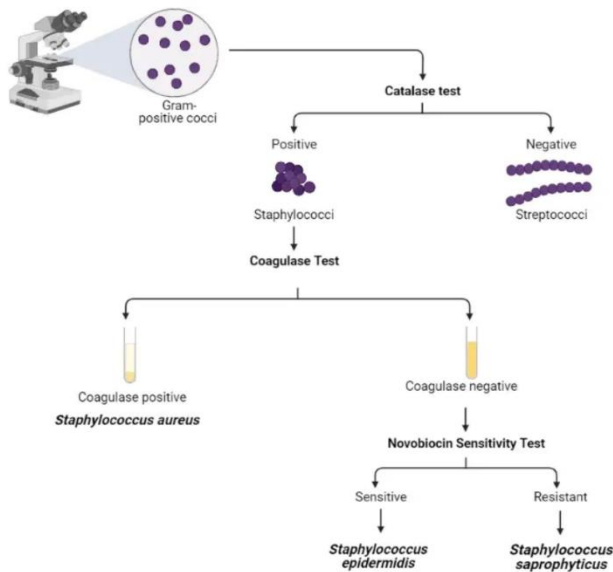 Gram-
positive cocci
Catalase test
Positive
Negative
Staphylococci
Streptococci
Coagulase Test
Coagulase positive
Coagulase negative
Staphylococcus aureus
Novobiocin Sensitivity Test
Sensitive
Resistant
Staphylococcus
epidermidis
Staphylococcus
saprophyticus